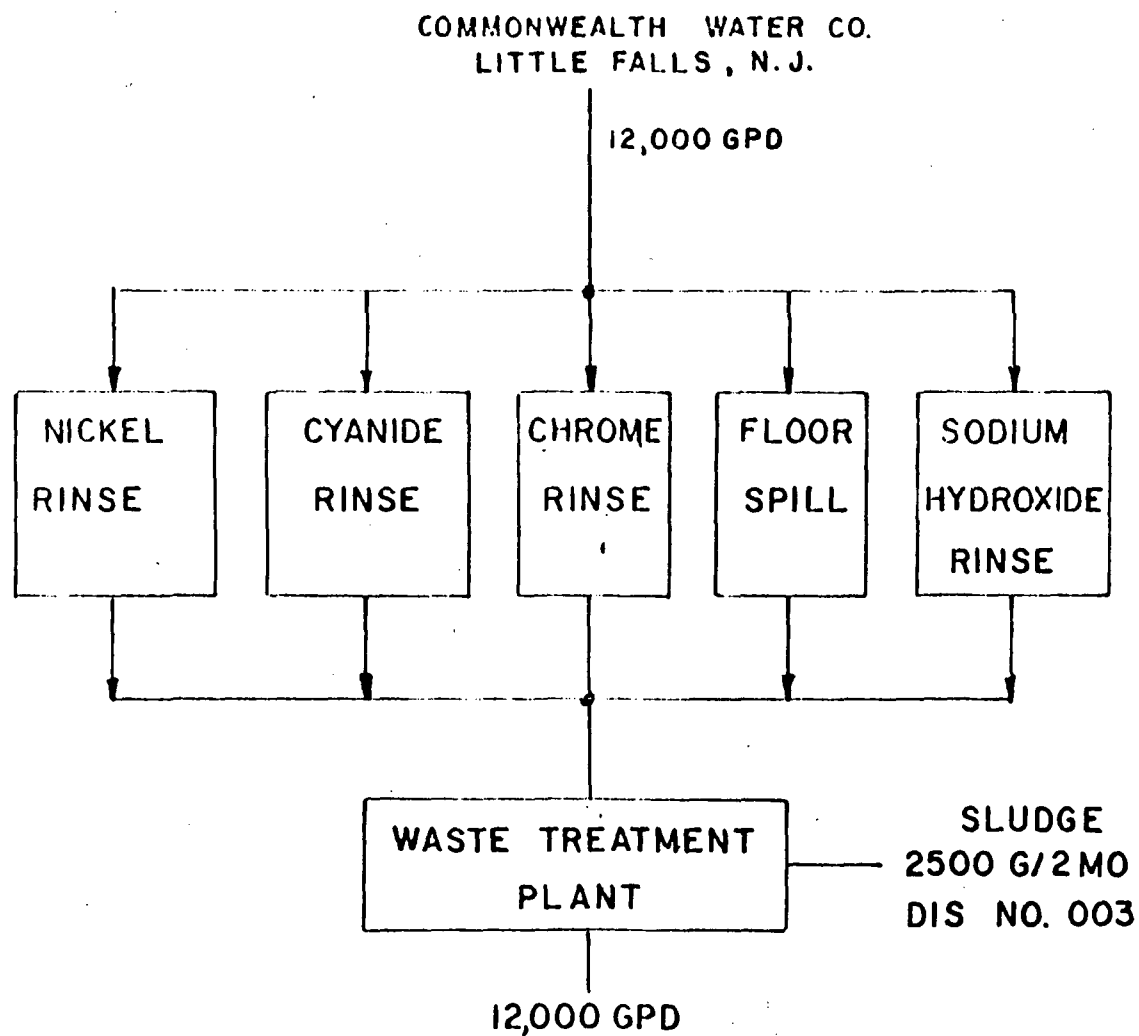 COMMONWEALTH WATER CO.
LITTLE FALLS, N.J.
12,000 GPD
NICKEL
RINSE
CYANIDE
RINSE
CHROME
RINSE
FLOOR
SPILL
SODIUM
HYDROXIDE
RINSE
WASTE TREATMENT
PLANT
SLUDGE
2500 G/2 MO
DIS NO. 003
12,000 GPD